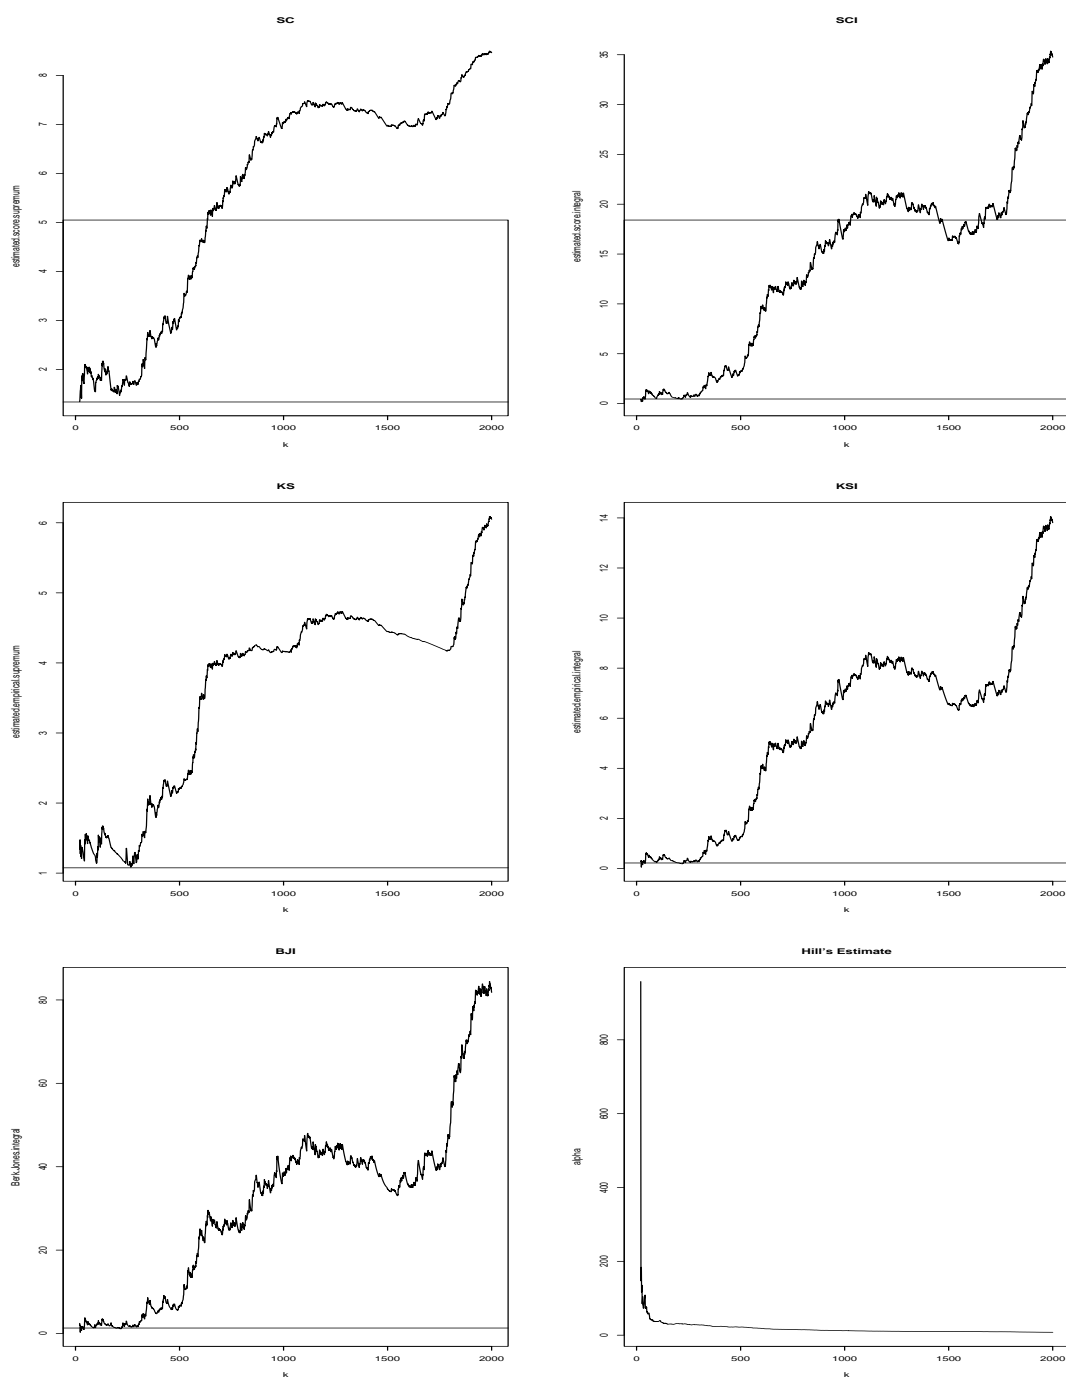 SC
estimated.score.supremum
8
7
6
5
4
3
2
0 500 1000 1500 2000
k
SCI
estimated.score.integral
35
30
25
20
15
10
5
0
0 500 1000 1500 2000
k
KS
estimated.empirical.supremum
6
5
4
3
2
1
0 500 1000 1500 2000
k
KSI
estimated.empirical.integral
14
12
10
8
6
4
2
0
0 500 1000 1500 2000
k
BJI
Berk.Jones.integral
80
60
40
20
0
0 500 1000 1500 2000
k
Hill's Estimate
alpha
800
600
400
200
0
0 500 1000 1500 2000
k